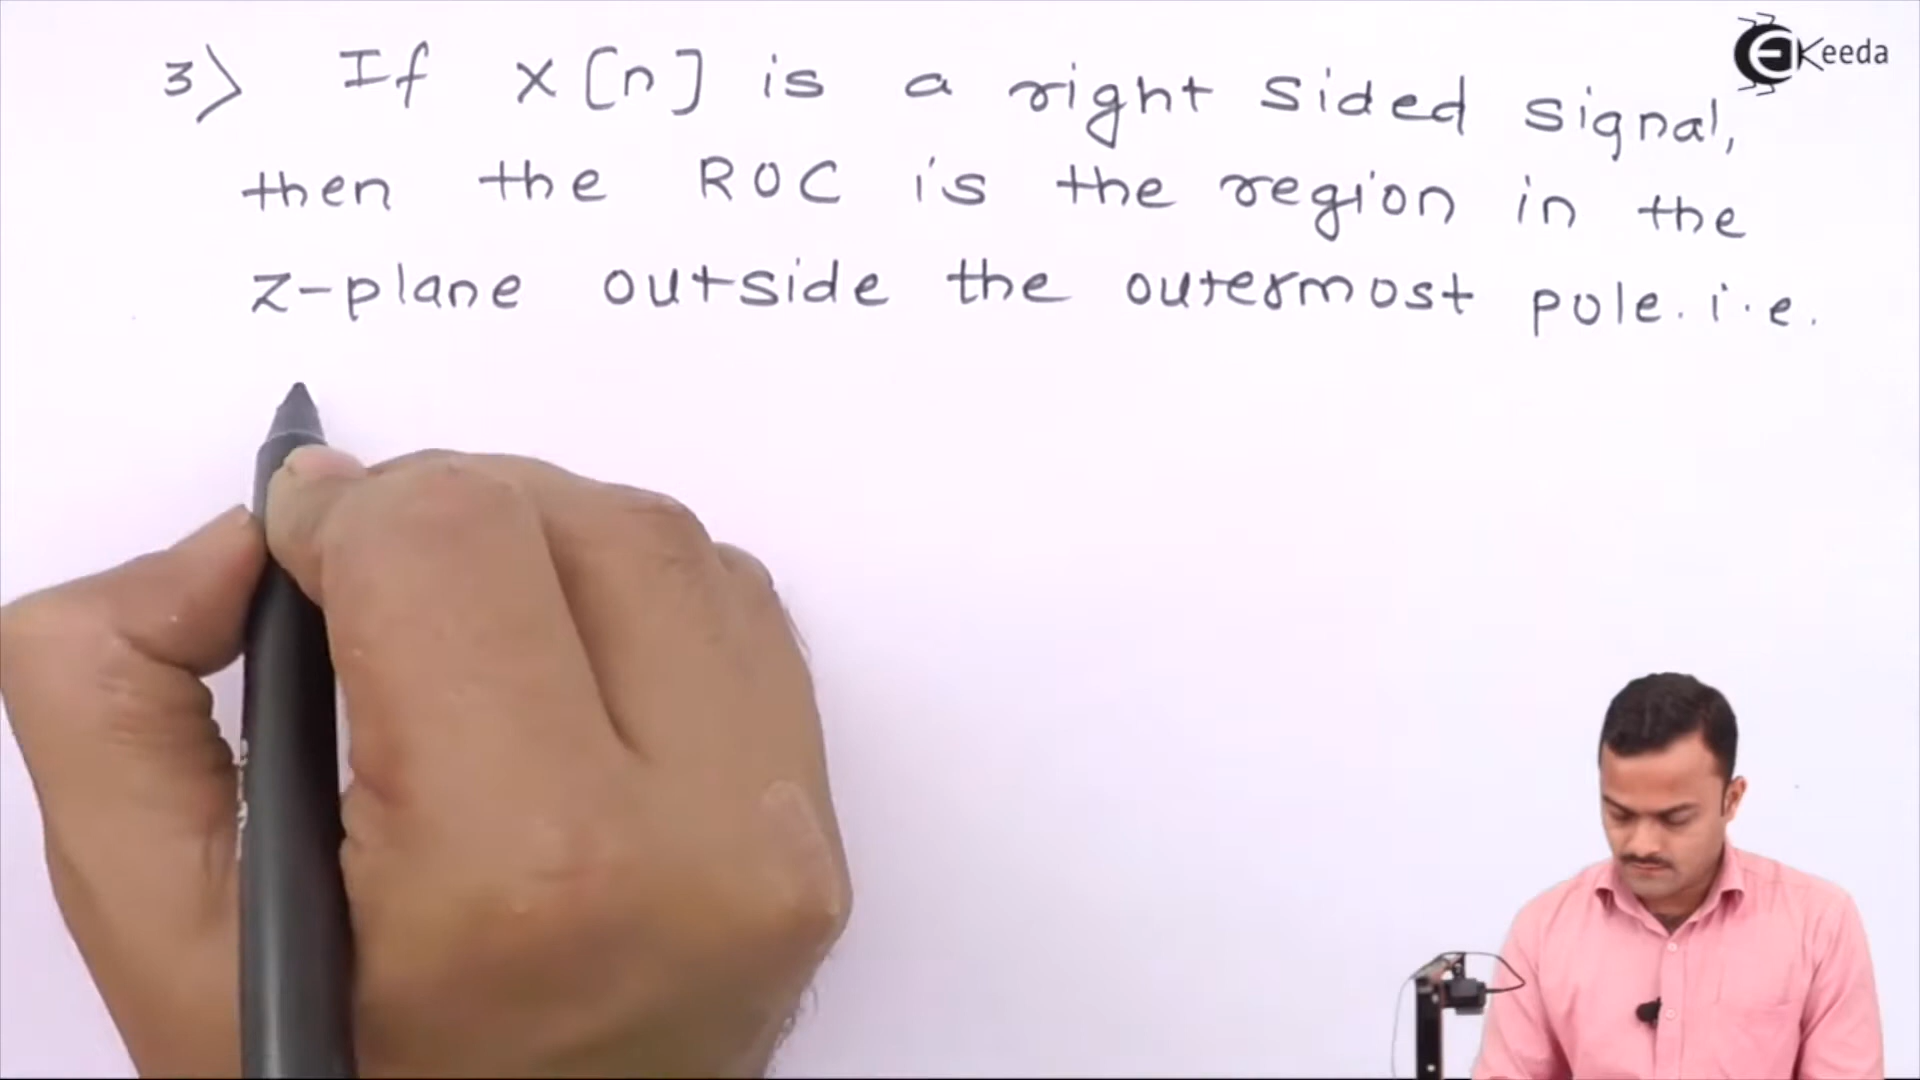 EKeeda
3) If x[n] is a right sided signal,
then the ROC is the region in the
z-plane outside the outermost pole. i.e.